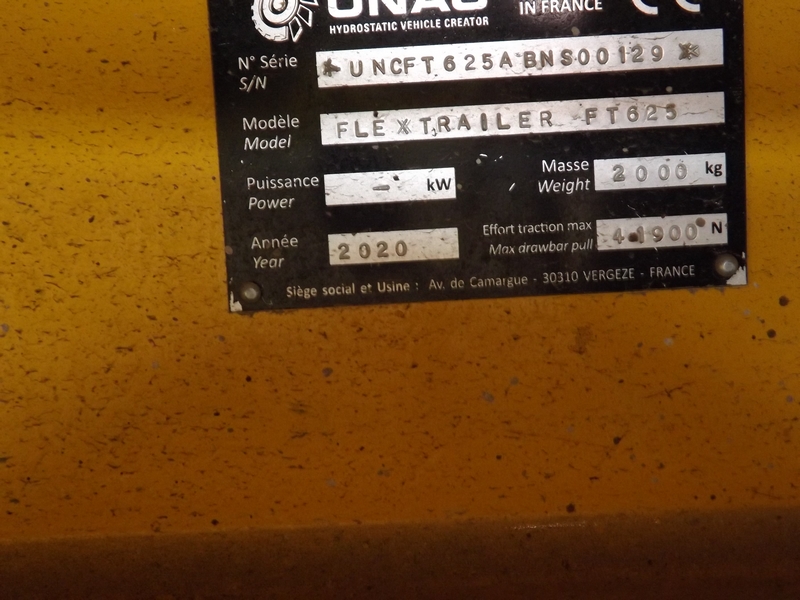 UNAC
IN FRANCE CE
HYDROSTATIC VEHICLE CREATOR
N° Série
S/N
* UNCFT625ABNS00129 *
Modèle
Model
FLEXTRAILER FT625
Puissance
Power
- kW
Masse
Weight
2000 kg
Année
Year
2020
Effort traction max
Max drawbar pull
41900 N
Siège social et Usine : Av. de Camargue - 30310 VERGEZE - FRANCE